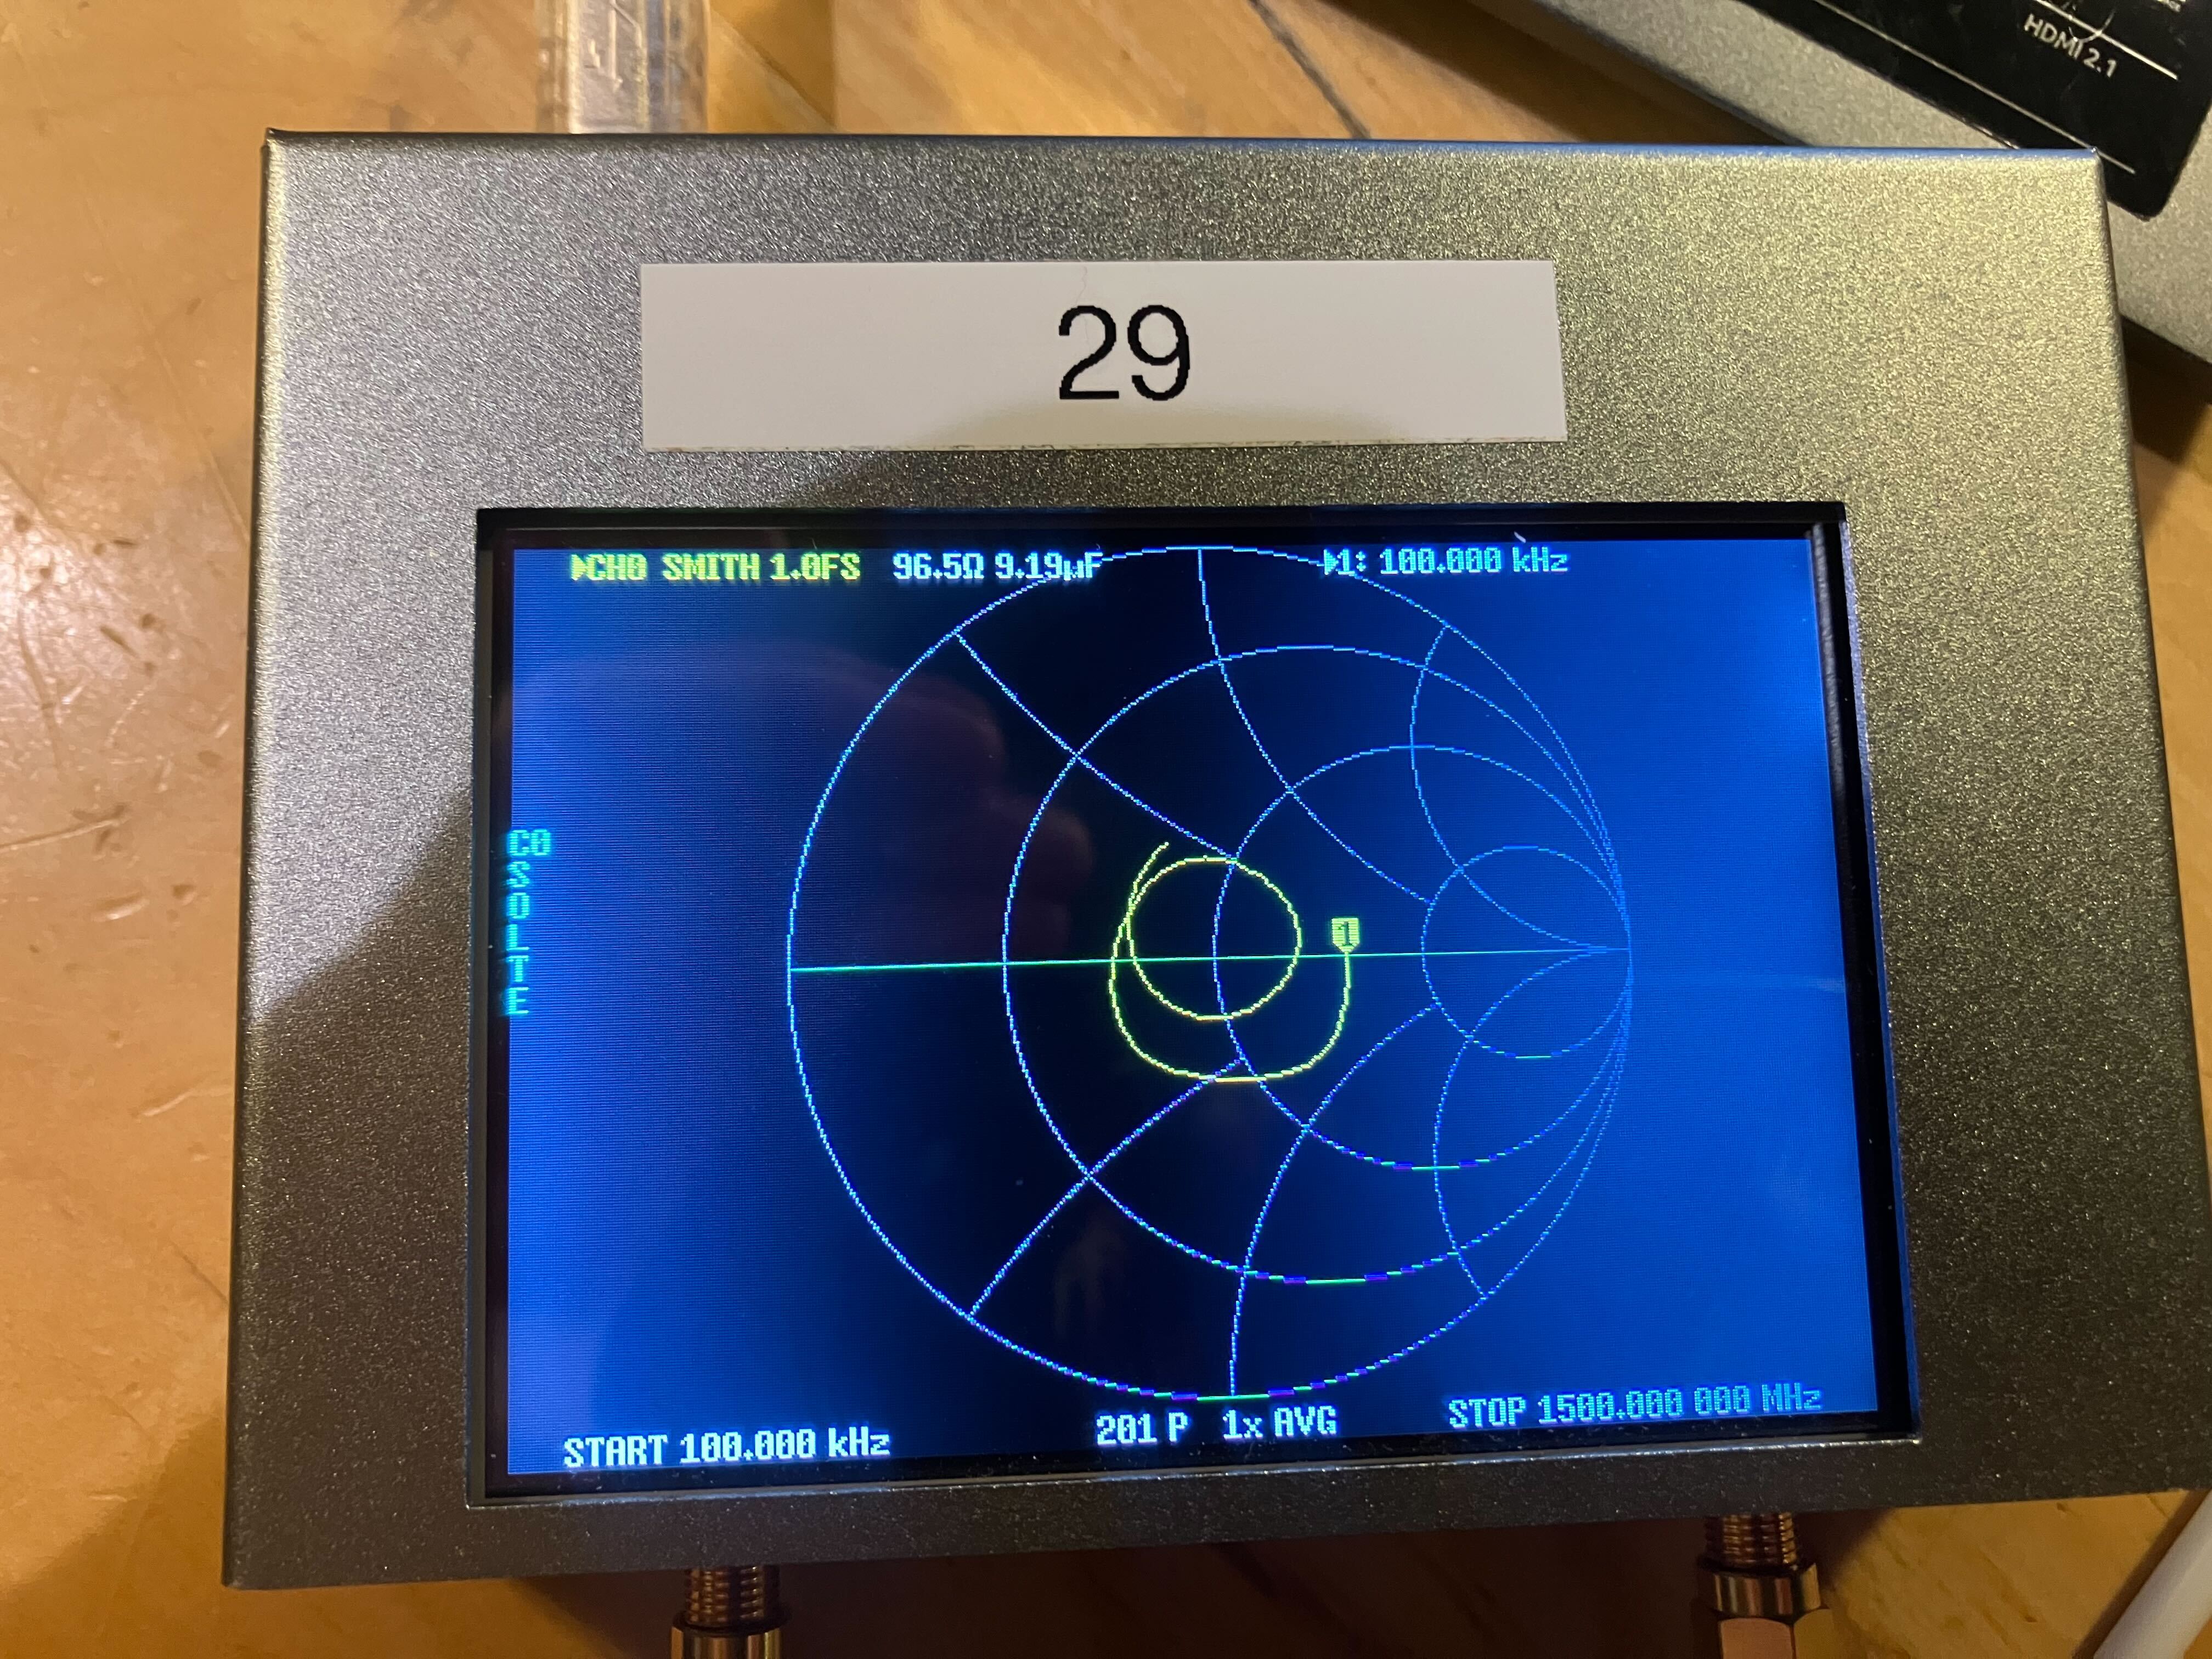 HDMI 2.1
29
CH0 SMITH 1.0FS 96.5Ω 9.19µF 1: 100.000 kHz
1
C0
S
O
L
T
E
START 100.000 kHz 201 P 1x AVG STOP 1500.000 000 MHz